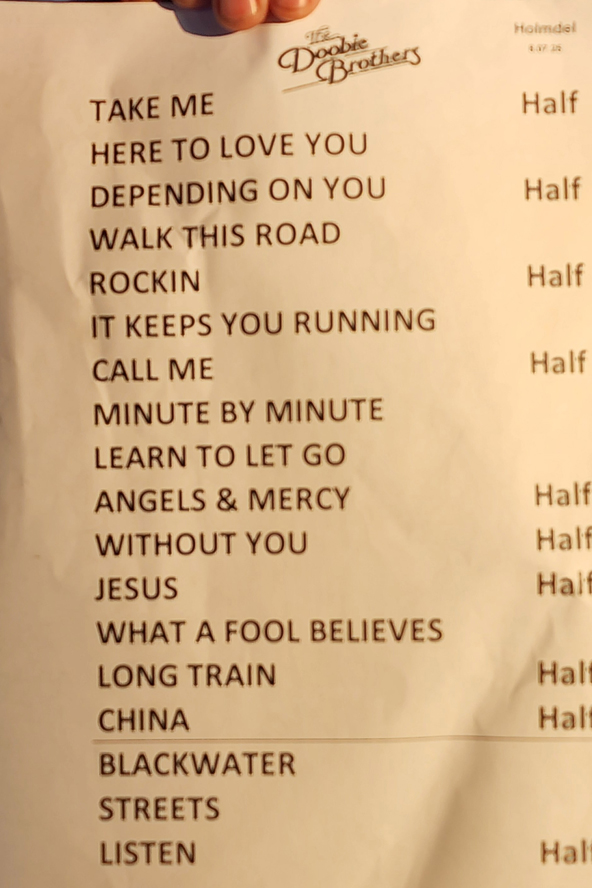 The
Doobie
Brothers
Holmdel
TAKE ME Half
HERE TO LOVE YOU
DEPENDING ON YOU Half
WALK THIS ROAD
ROCKIN Half
IT KEEPS YOU RUNNING
CALL ME Half
MINUTE BY MINUTE
LEARN TO LET GO
ANGELS & MERCY Half
WITHOUT YOU Half
JESUS Half
WHAT A FOOL BELIEVES
LONG TRAIN Half
CHINA Half
BLACKWATER
STREETS
LISTEN Half